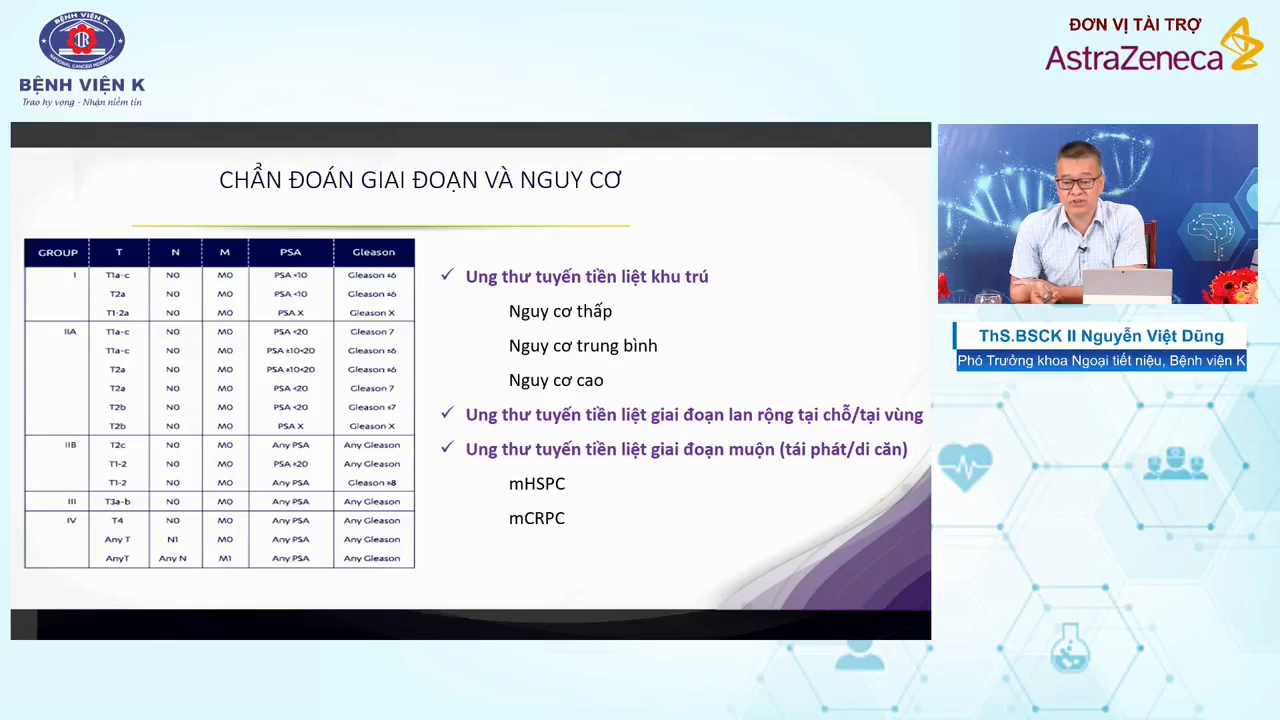 BỆNH VIỆN K
NATIONAL CANCER HOSPITAL
BỆNH VIỆN K
Trao hy vọng - Nhận niềm tin
ĐƠN VỊ TÀI TRỢ
AstraZeneca
CHẨN ĐOÁN GIAI ĐOẠN VÀ NGUY CƠ
GROUP T N M PSA Gleason
I T1a-c N0 M0 PSA <10 Gleason ≤6
T2a N0 M0 PSA <10 Gleason ≤6
T1-2a N0 M0 PSA X Gleason X
IIA T1a-c N0 M0 PSA <20 Gleason 7
T1a-c N0 M0 PSA ≥10<20 Gleason ≤6
T2a N0 M0 PSA ≥10<20 Gleason ≤6
T2a N0 M0 PSA <20 Gleason 7
T2b N0 M0 PSA <20 Gleason ≤7
T2b N0 M0 PSA X Gleason X
IIB T2c N0 M0 Any PSA Any Gleason
T1-2 N0 M0 PSA ≥20 Any Gleason
T1-2 N0 M0 Any PSA Gleason ≥8
III T3a-b N0 M0 Any PSA Any Gleason
IV T4 N0 M0 Any PSA Any Gleason
Any T N1 M0 Any PSA Any Gleason
AnyT Any N M1 Any PSA Any Gleason
✓ Ung thư tuyến tiền liệt khu trú
Nguy cơ thấp
Nguy cơ trung bình
Nguy cơ cao
✓ Ung thư tuyến tiền liệt giai đoạn lan rộng tại chỗ/tại vùng
✓ Ung thư tuyến tiền liệt giai đoạn muộn (tái phát/di căn)
mHSPC
mCRPC
ThS.BSCK II Nguyễn Việt Dũng
Phó Trưởng khoa Ngoại tiết niệu, Bệnh viện K